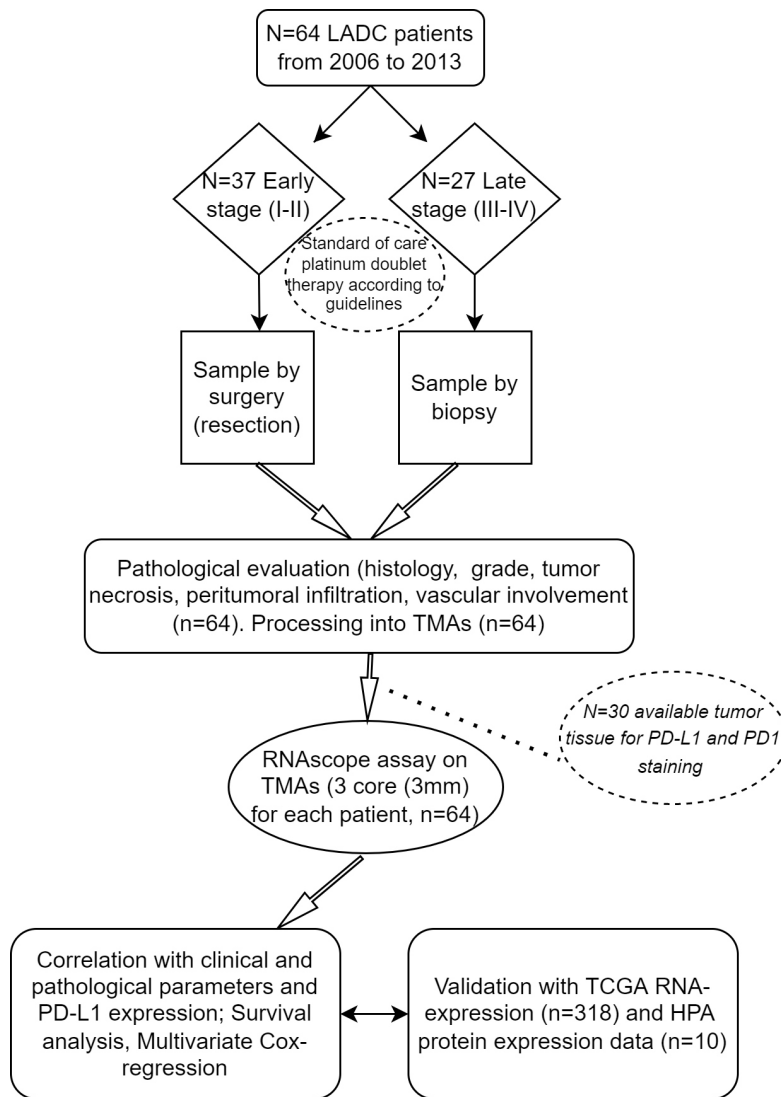 N=64 LADC patients
from 2006 to 2013
N=37 Early
stage (I-II)
N=27 Late
stage (III-IV)
Standard of care
platinum doublet
therapy according to
guidelines
Sample by
surgery
(resection)
Sample by
biopsy
Pathological evaluation (histology, grade, tumor
necrosis, peritumoral infiltration, vascular involvement
(n=64). Processing into TMAs (n=64)
N=30 available tumor
tissue for PD-L1 and PD1
staining
RNAscope assay on
TMAs (3 core (3mm)
for each patient, n=64)
Correlation with clinical and
pathological parameters and
PD-L1 expression; Survival
analysis, Multivariate Cox-
regression
Validation with TCGA RNA-
expression (n=318) and HPA
protein expression data (n=10)